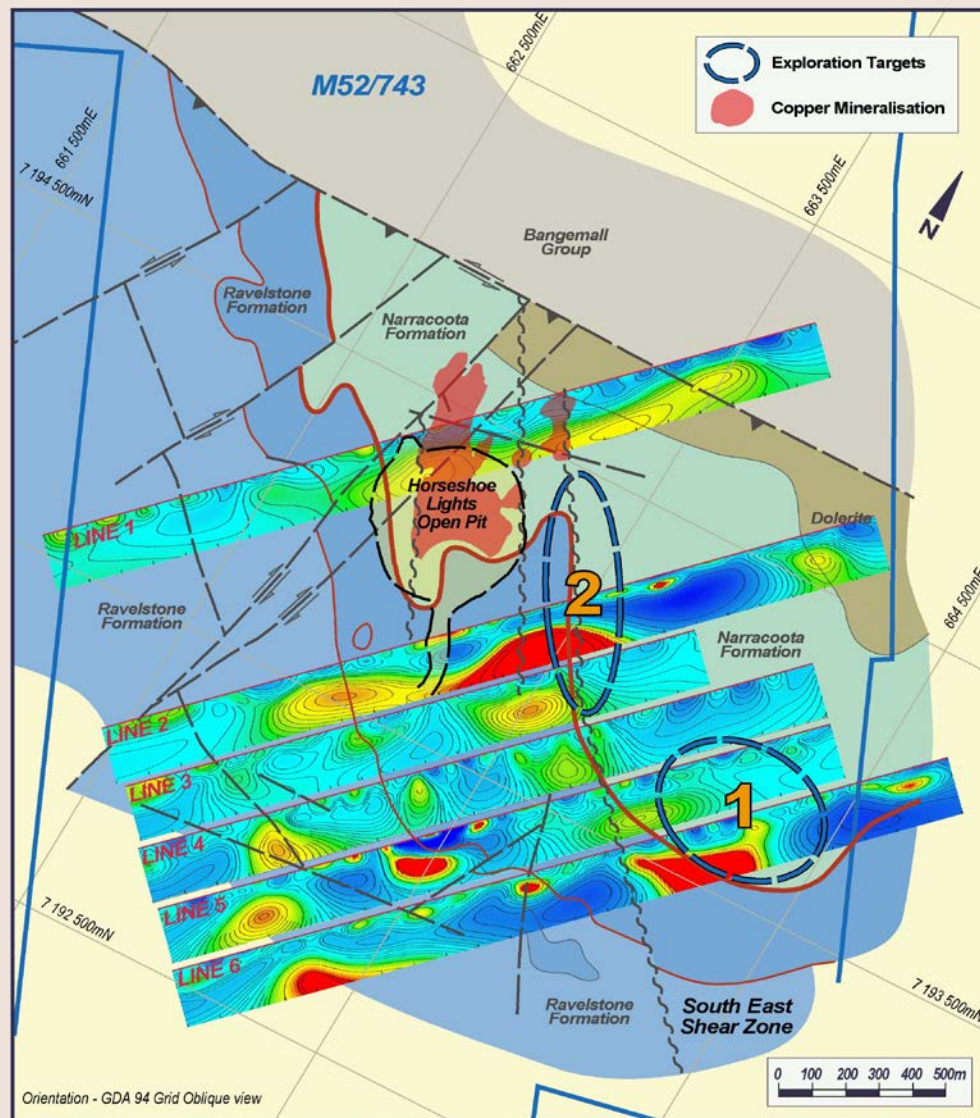 M52/743
Exploration Targets
Copper Mineralisation
662 500mE
661 500mE
7 194 500mN
663 500mE
N
Bangemall
Group
Ravelstone
Formation
Narracoota
Formation
Horseshoe
Lights
Open Pit
LINE 1
Dolerite
2
664 500mE
Ravelstone
Formation
Narracoota
Formation
LINE 2
LINE 3
1
LINE 4
LINE 5
7 192 500mN
LINE 6
7 193 500mN
Ravelstone
Formation
South East
Shear Zone
0 100 200 300 400 500m
Orientation - GDA 94 Grid Oblique view